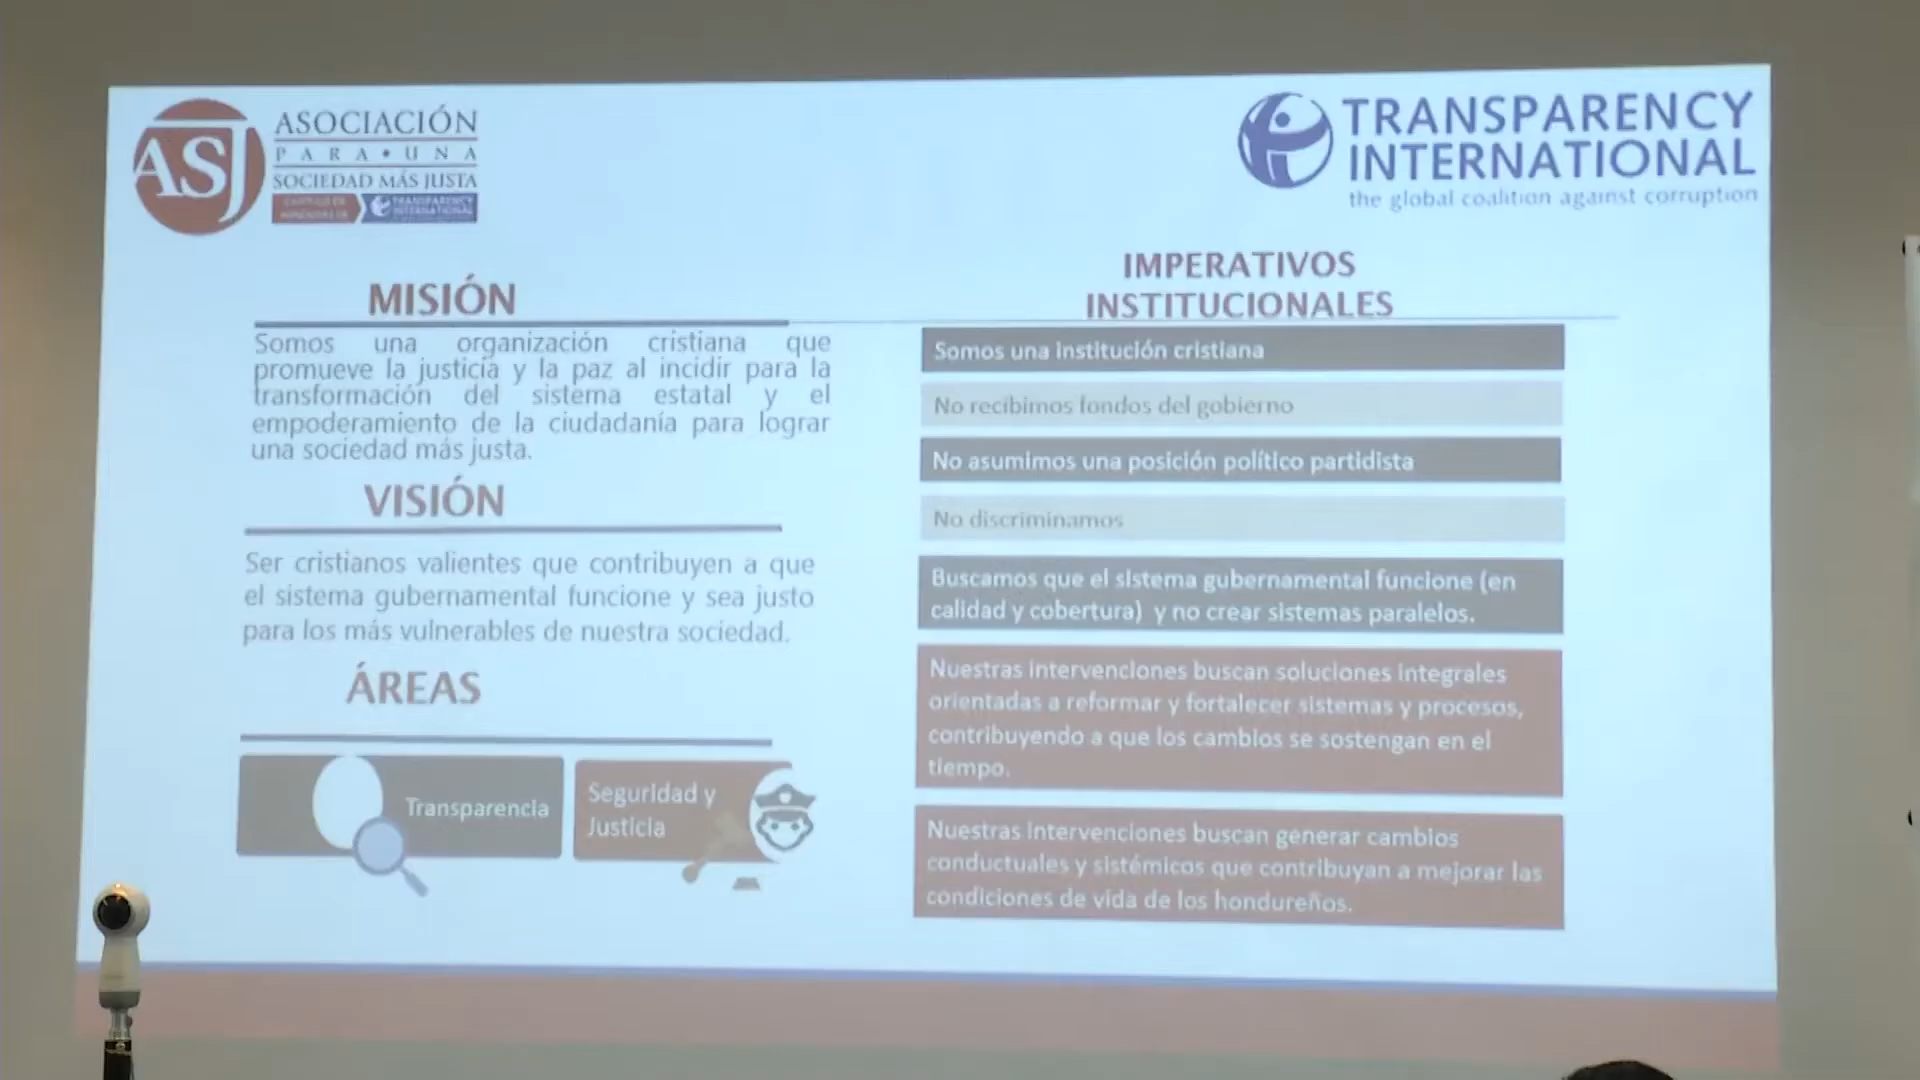 ASJ
ASOCIACIÓN
PARA • UNA
SOCIEDAD MÁS JUSTA
TRANSPARENCY
INTERNATIONAL
TRANSPARENCY
INTERNATIONAL
the global coalition against corruption
MISIÓN
Somos una organización cristiana que
promueve la justicia y la paz al incidir para la
transformación del sistema estatal y el
empoderamiento de la ciudadanía para lograr
una sociedad más justa.
VISIÓN
Ser cristianos valientes que contribuyen a que
el sistema gubernamental funcione y sea justo
para los más vulnerables de nuestra sociedad.
ÁREAS
Transparencia
Seguridad y
Justicia
IMPERATIVOS
INSTITUCIONALES
Somos una institución cristiana
No recibimos fondos del gobierno
No asumimos una posición político partidista
No discriminamos
Buscamos que el sistema gubernamental funcione (en
calidad y cobertura) y no crear sistemas paralelos.
Nuestras intervenciones buscan soluciones integrales
orientadas a reformar y fortalecer sistemas y procesos,
contribuyendo a que los cambios se sostengan en el
tiempo.
Nuestras intervenciones buscan generar cambios
conductuales y sistémicos que contribuyan a mejorar las
condiciones de vida de los hondureños.